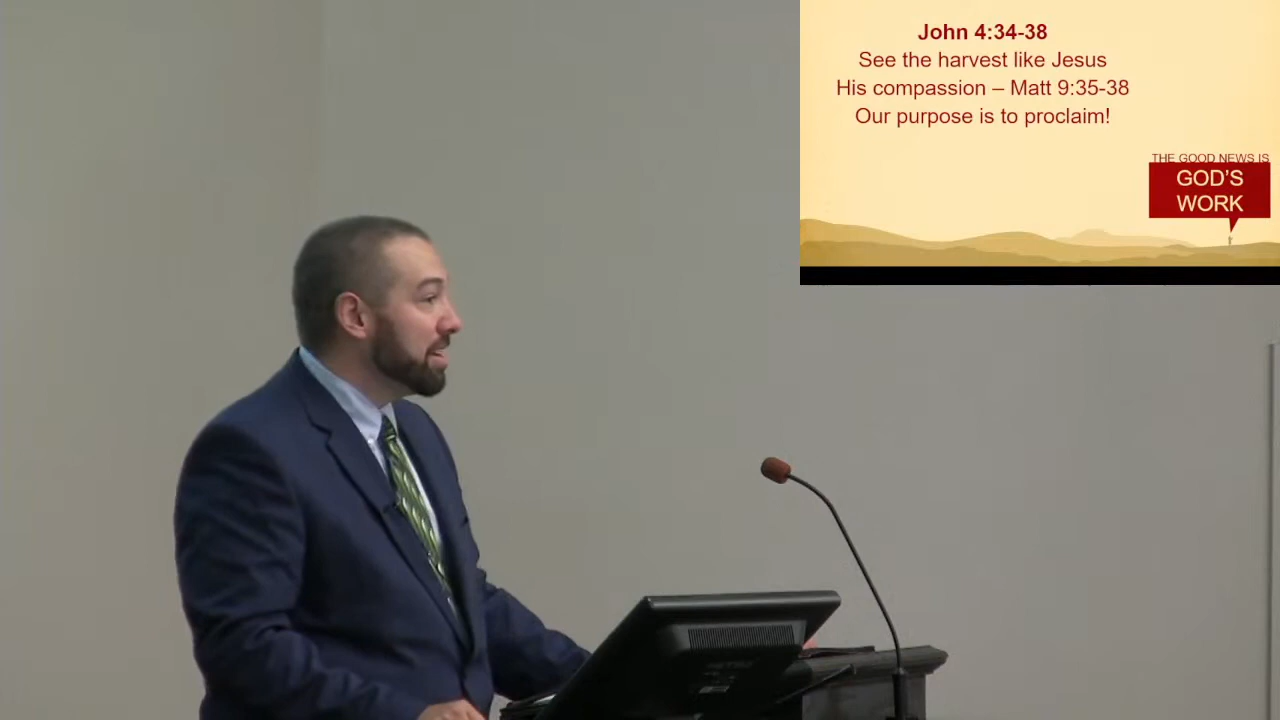 John 4:34-38
See the harvest like Jesus
His compassion – Matt 9:35-38
Our purpose is to proclaim!
THE GOOD NEWS IS
GOD'S
WORK